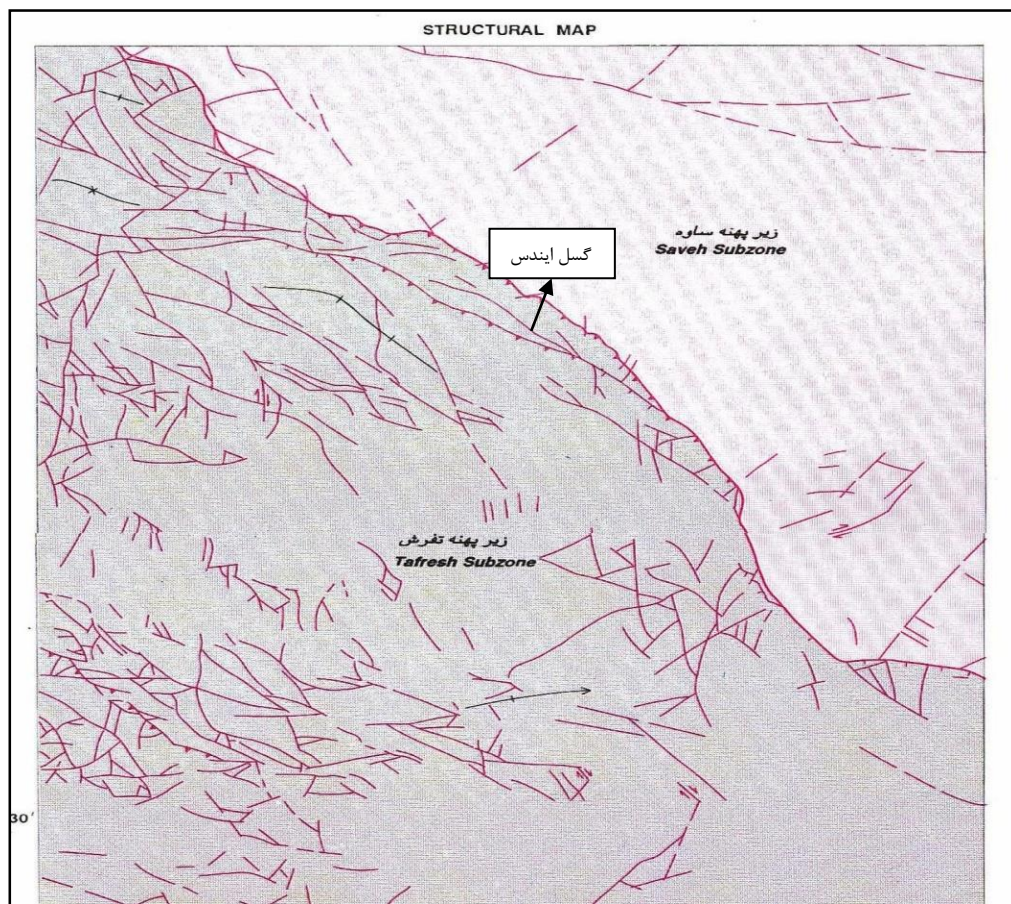 STRUCTURAL MAP
زیر پهنه ساوه
Saveh Subzone
گسل ایندس
زیر پهنه تفرش
Tafresh Subzone
30'